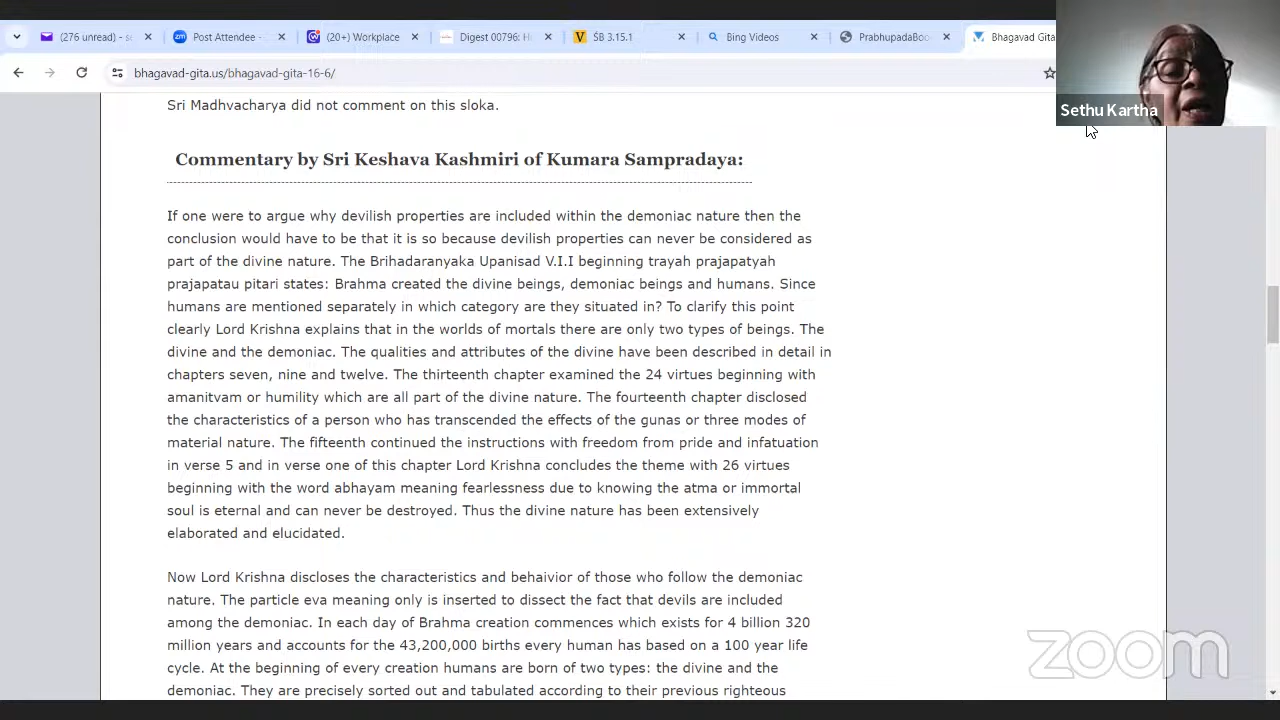 (276 unread) - s
Post Attendee -
(20+) Workplace
Digest 00796: H
ŚB 3.15.1
Bing Videos
PrabhupadaBoo
Bhagavad Gita
bhagavad-gita.us/bhagavad-gita-16-6/
Sethu Kartha
Sri Madhvacharya did not comment on this sloka.
Commentary by Sri Keshava Kashmiri of Kumara Sampradaya:
If one were to argue why devilish properties are included within the demoniac nature then the
conclusion would have to be that it is so because devilish properties can never be considered as
part of the divine nature. The Brihadaranyaka Upanisad V.I.I beginning trayah prajapatyah
prajapatau pitari states: Brahma created the divine beings, demoniac beings and humans. Since
humans are mentioned separately in which category are they situated in? To clarify this point
clearly Lord Krishna explains that in the worlds of mortals there are only two types of beings. The
divine and the demoniac. The qualities and attributes of the divine have been described in detail in
chapters seven, nine and twelve. The thirteenth chapter examined the 24 virtues beginning with
amanitvam or humility which are all part of the divine nature. The fourteenth chapter disclosed
the characteristics of a person who has transcended the effects of the gunas or three modes of
material nature. The fifteenth continued the instructions with freedom from pride and infatuation
in verse 5 and in verse one of this chapter Lord Krishna concludes the theme with 26 virtues
beginning with the word abhayam meaning fearlessness due to knowing the atma or immortal
soul is eternal and can never be destroyed. Thus the divine nature has been extensively
elaborated and elucidated.
Now Lord Krishna discloses the characteristics and behaivior of those who follow the demoniac
nature. The particle eva meaning only is inserted to dissect the fact that devils are included
among the demoniac. In each day of Brahma creation commences which exists for 4 billion 320
million years and accounts for the 43,200,000 births every human has based on a 100 year life
cycle. At the beginning of every creation humans are born of two types: the divine and the
demoniac. They are precisely sorted out and tabulated according to their previous righteous
zoom